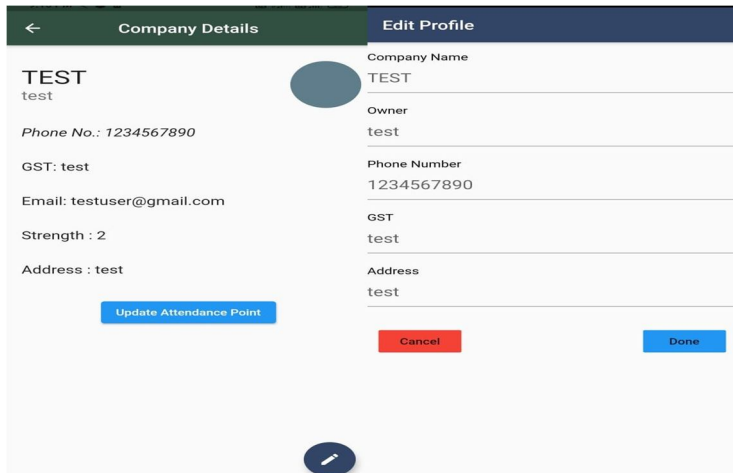 Company Details
TEST
test
Phone No.: 1234567890
GST: test
Email: testuser@gmail.com
Strength : 2
Address : test
Update Attendance Point
Edit Profile
Company Name
TEST
Owner
test
Phone Number
1234567890
GST
test
Address
test
Cancel
Done